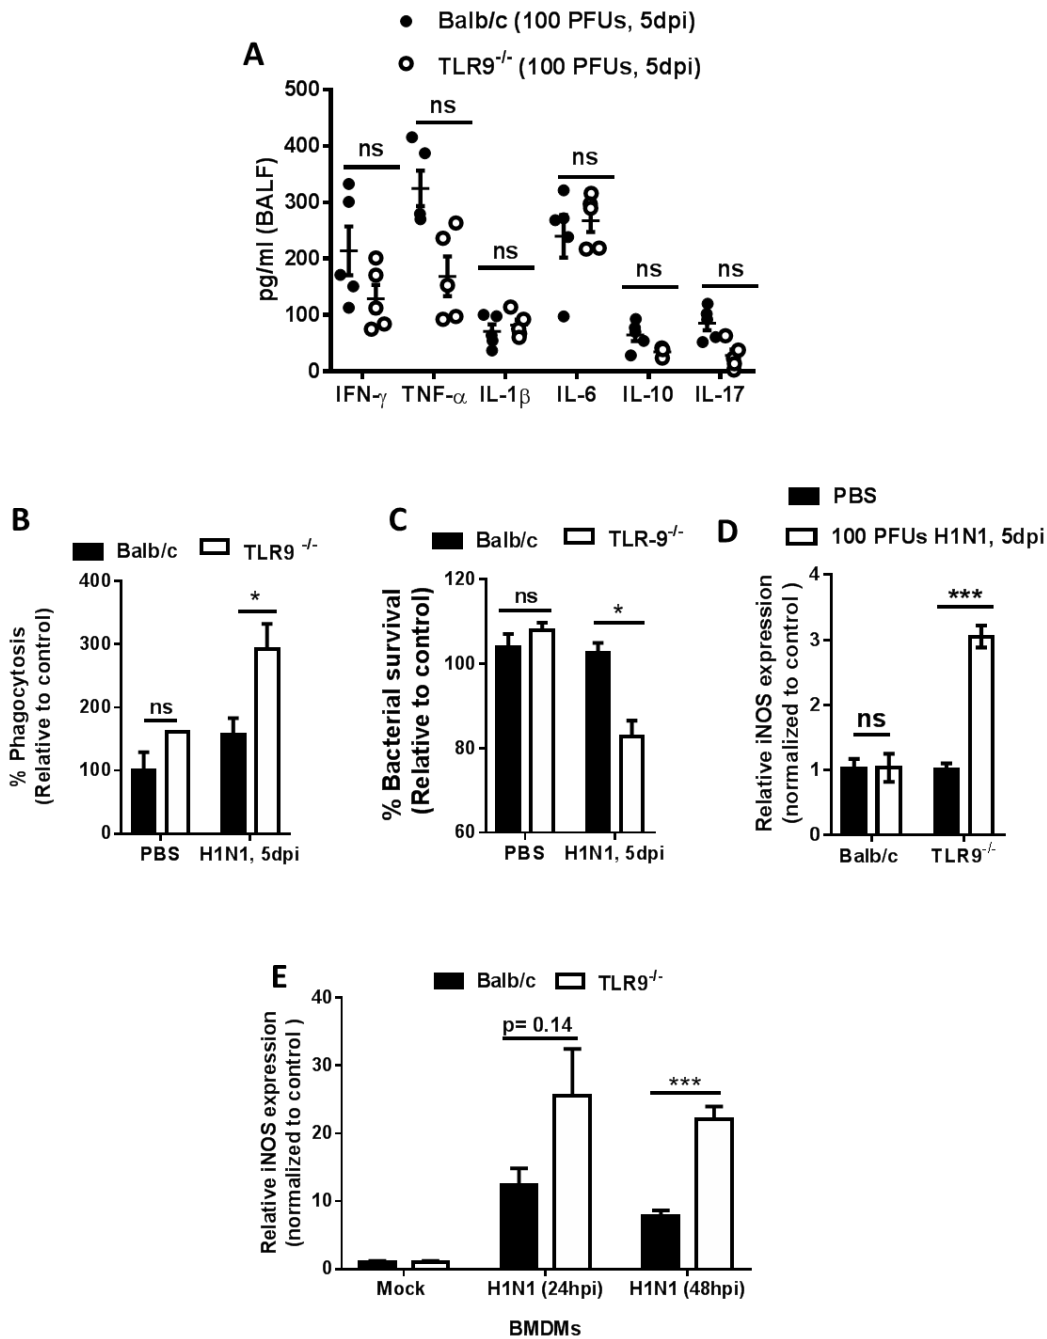 A
Balb/c (100 PFUs, 5dpi)
TLR9-/- (100 PFUs, 5dpi)
pg/ml (BALF)
500
400
300
200
100
0
ns
ns
ns
ns
ns
ns
IFN-γ
TNF-α
IL-1β
IL-6
IL-10
IL-17
B
Balb/c
TLR9 -/-
% Phagocytosis
(Relative to control)
400
300
200
100
0
ns
*
PBS
H1N1, 5dpi
C
Balb/c
TLR-9-/-
% Bacterial survival
(Relative to control)
120
100
80
60
ns
*
PBS
H1N1, 5dpi
D
PBS
100 PFUs H1N1, 5dpi
Relative iNOS expression
(normalized to control )
4
3
2
1
0
ns
***
Balb/c
TLR9-/-
E
Balb/c
TLR9-/-
Relative iNOS expression
(normalized to control )
40
30
20
10
0
p= 0.14
***
Mock
H1N1 (24hpi)
H1N1 (48hpi)
BMDMs